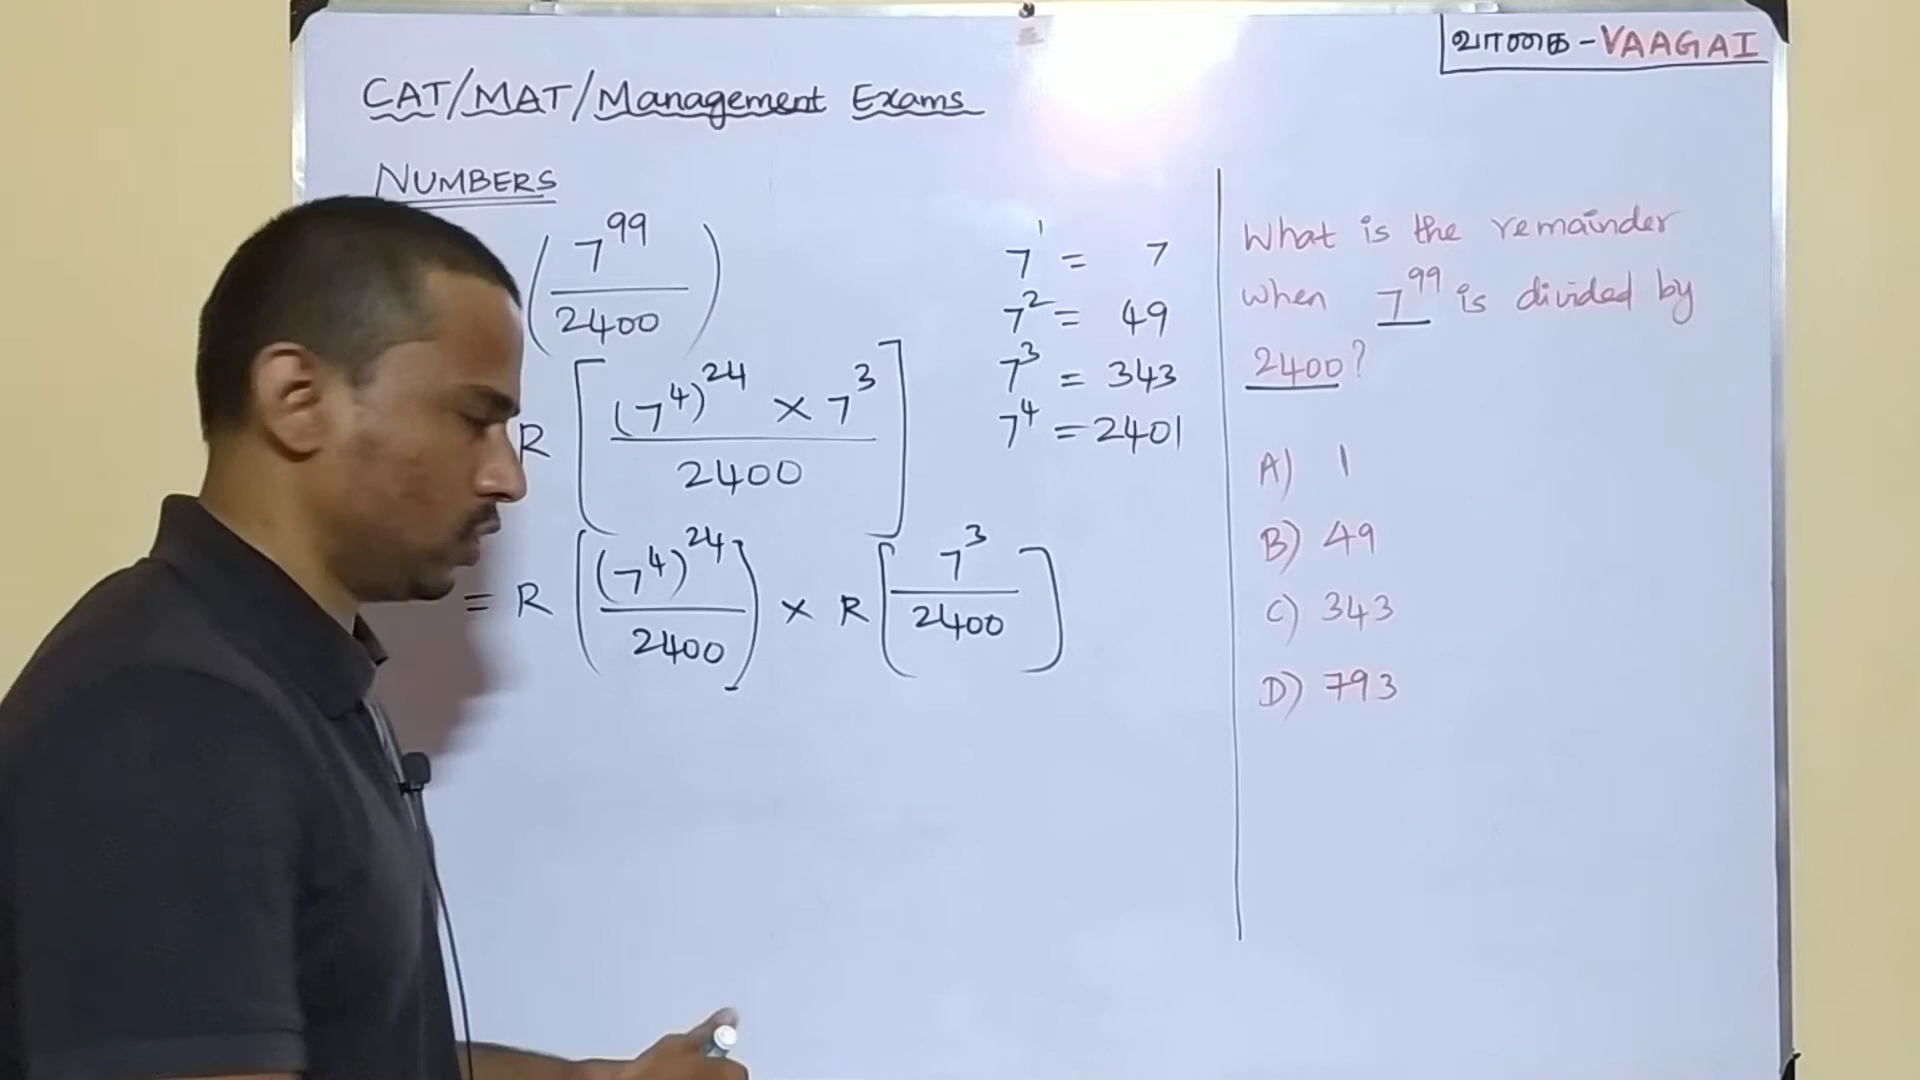 வாகை - VAAGAI
CAT/MAT/Management Exams
NUMBERS
(7^99 / 2400)
R [(7^4)^24 × 7^3 / 2400]
= R [(7^4)^24 / 2400] × R [7^3 / 2400]
7^1 = 7
7^2 = 49
7^3 = 343
7^4 = 2401
What is the remainder
when 7^99 is divided by
2400?
A) 1
B) 49
C) 343
D) 793